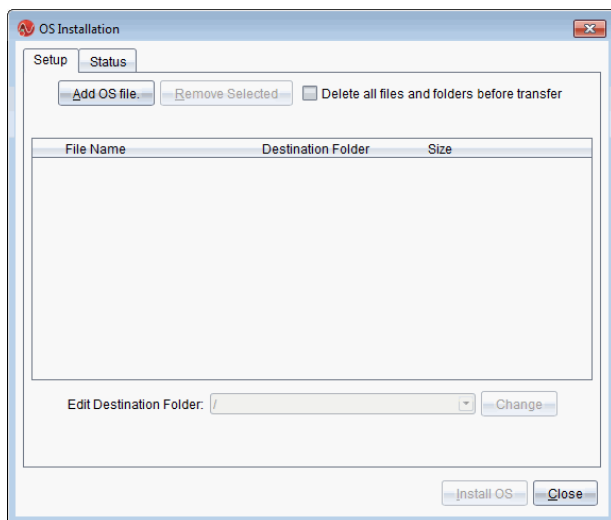 OS Installation
Setup Status
Add OS file. Remove Selected Delete all files and folders before transfer
File Name Destination Folder Size
Edit Destination Folder: / Change
Install OS Close